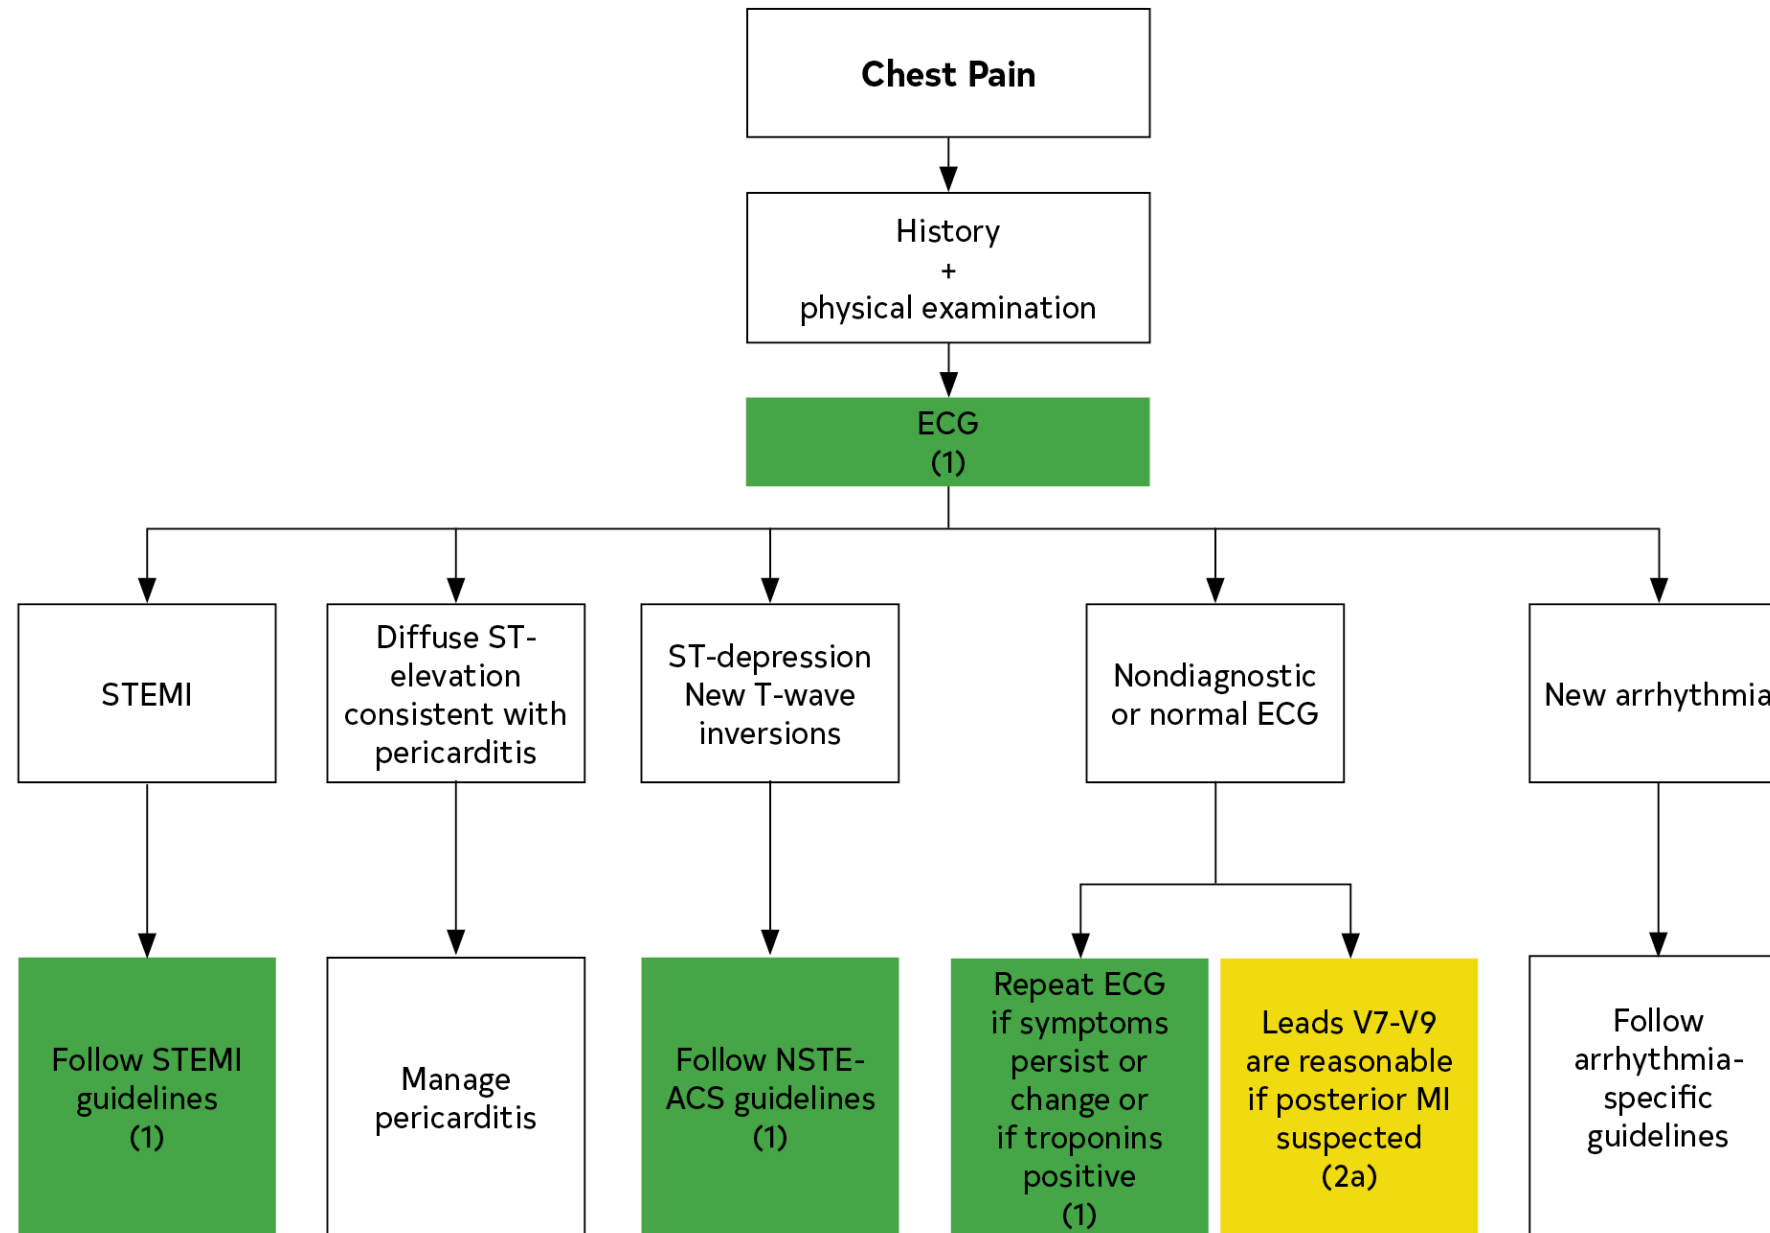 Chest Pain
History
+
physical examination
ECG
(1)
STEMI
Diffuse ST-
elevation
consistent with
pericarditis
ST-depression
New T-wave
inversions
Nondiagnostic
or normal ECG
New arrhythmia
Follow STEMI
guidelines
(1)
Manage
pericarditis
Follow NSTE-
ACS guidelines
(1)
Repeat ECG
if symptoms
persist or
change or
if troponins
positive
(1)
Leads V7-V9
are reasonable
if posterior MI
suspected
(2a)
Follow
arrhythmia-
specific
guidelines